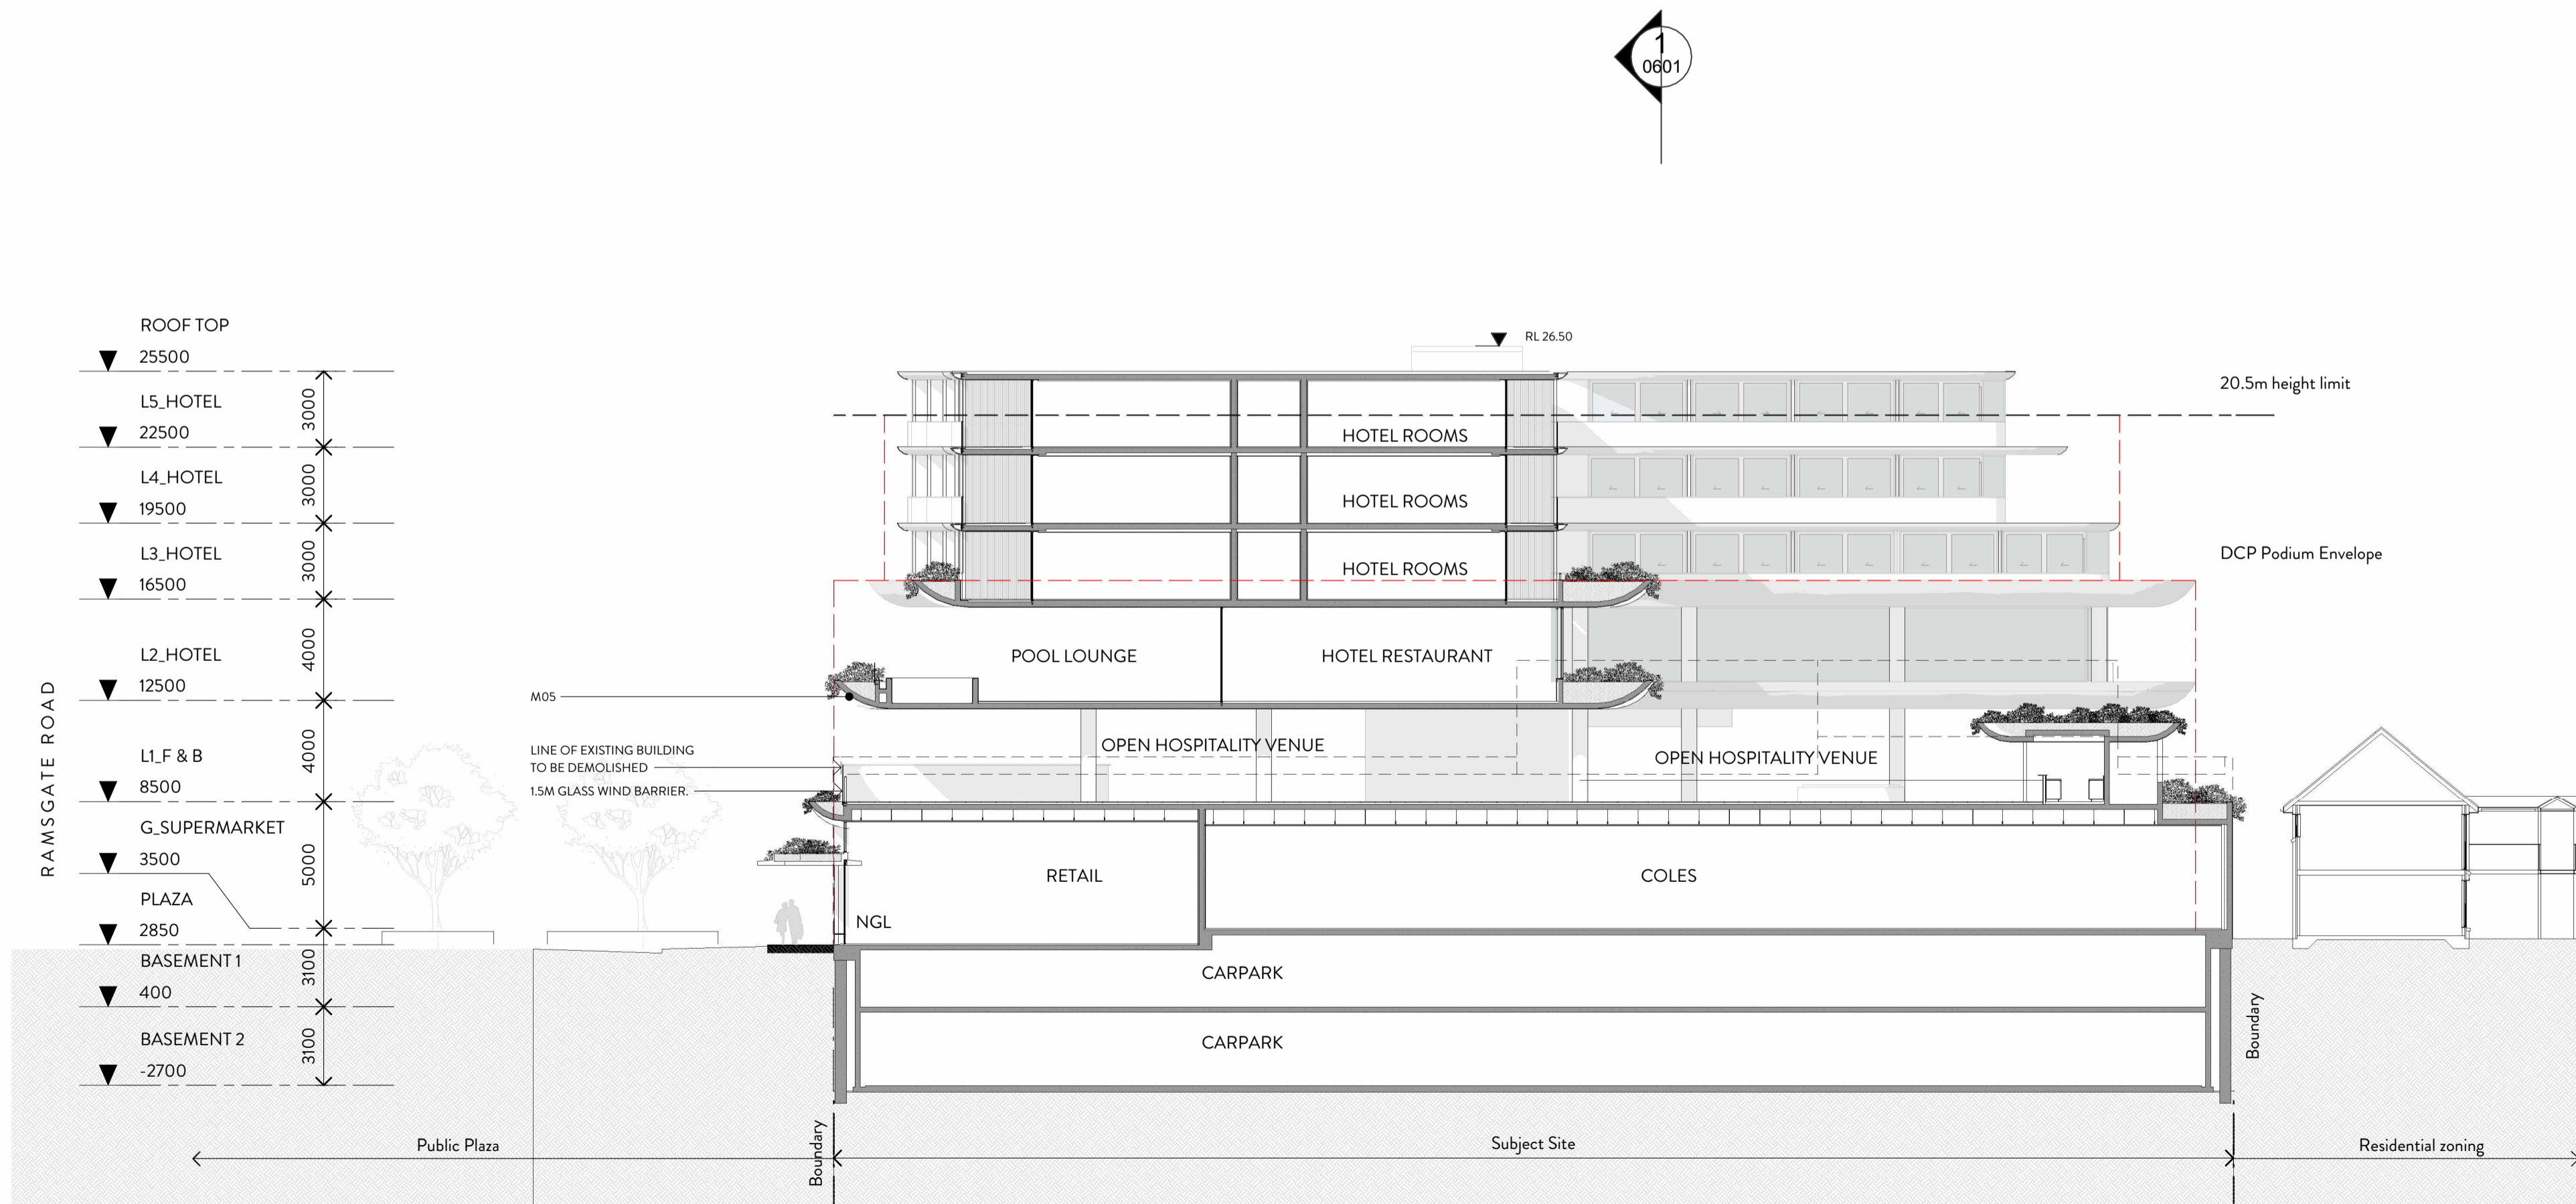 1
0601
ROOF TOP
25500
RL 26.50
3000
20.5m height limit
L5_HOTEL
22500
HOTEL ROOMS
3000
L4_HOTEL
19500
HOTEL ROOMS
3000
L3_HOTEL
16500
HOTEL ROOMS
DCP Podium Envelope
4000
L2_HOTEL
12500
POOL LOUNGE
HOTEL RESTAURANT
M05
RAMSGATE ROAD
4000
L1_F & B
8500
LINE OF EXISTING BUILDING
TO BE DEMOLISHED
1.5M GLASS WIND BARRIER.
OPEN HOSPITALITY VENUE
OPEN HOSPITALITY VENUE
G_SUPERMARKET
3500
5000
RETAIL
COLES
PLAZA
2850
NGL
BASEMENT 1
400
3100
CARPARK
BASEMENT 2
-2700
3100
CARPARK
Boundary
Boundary
Public Plaza
Subject Site
Residential zoning